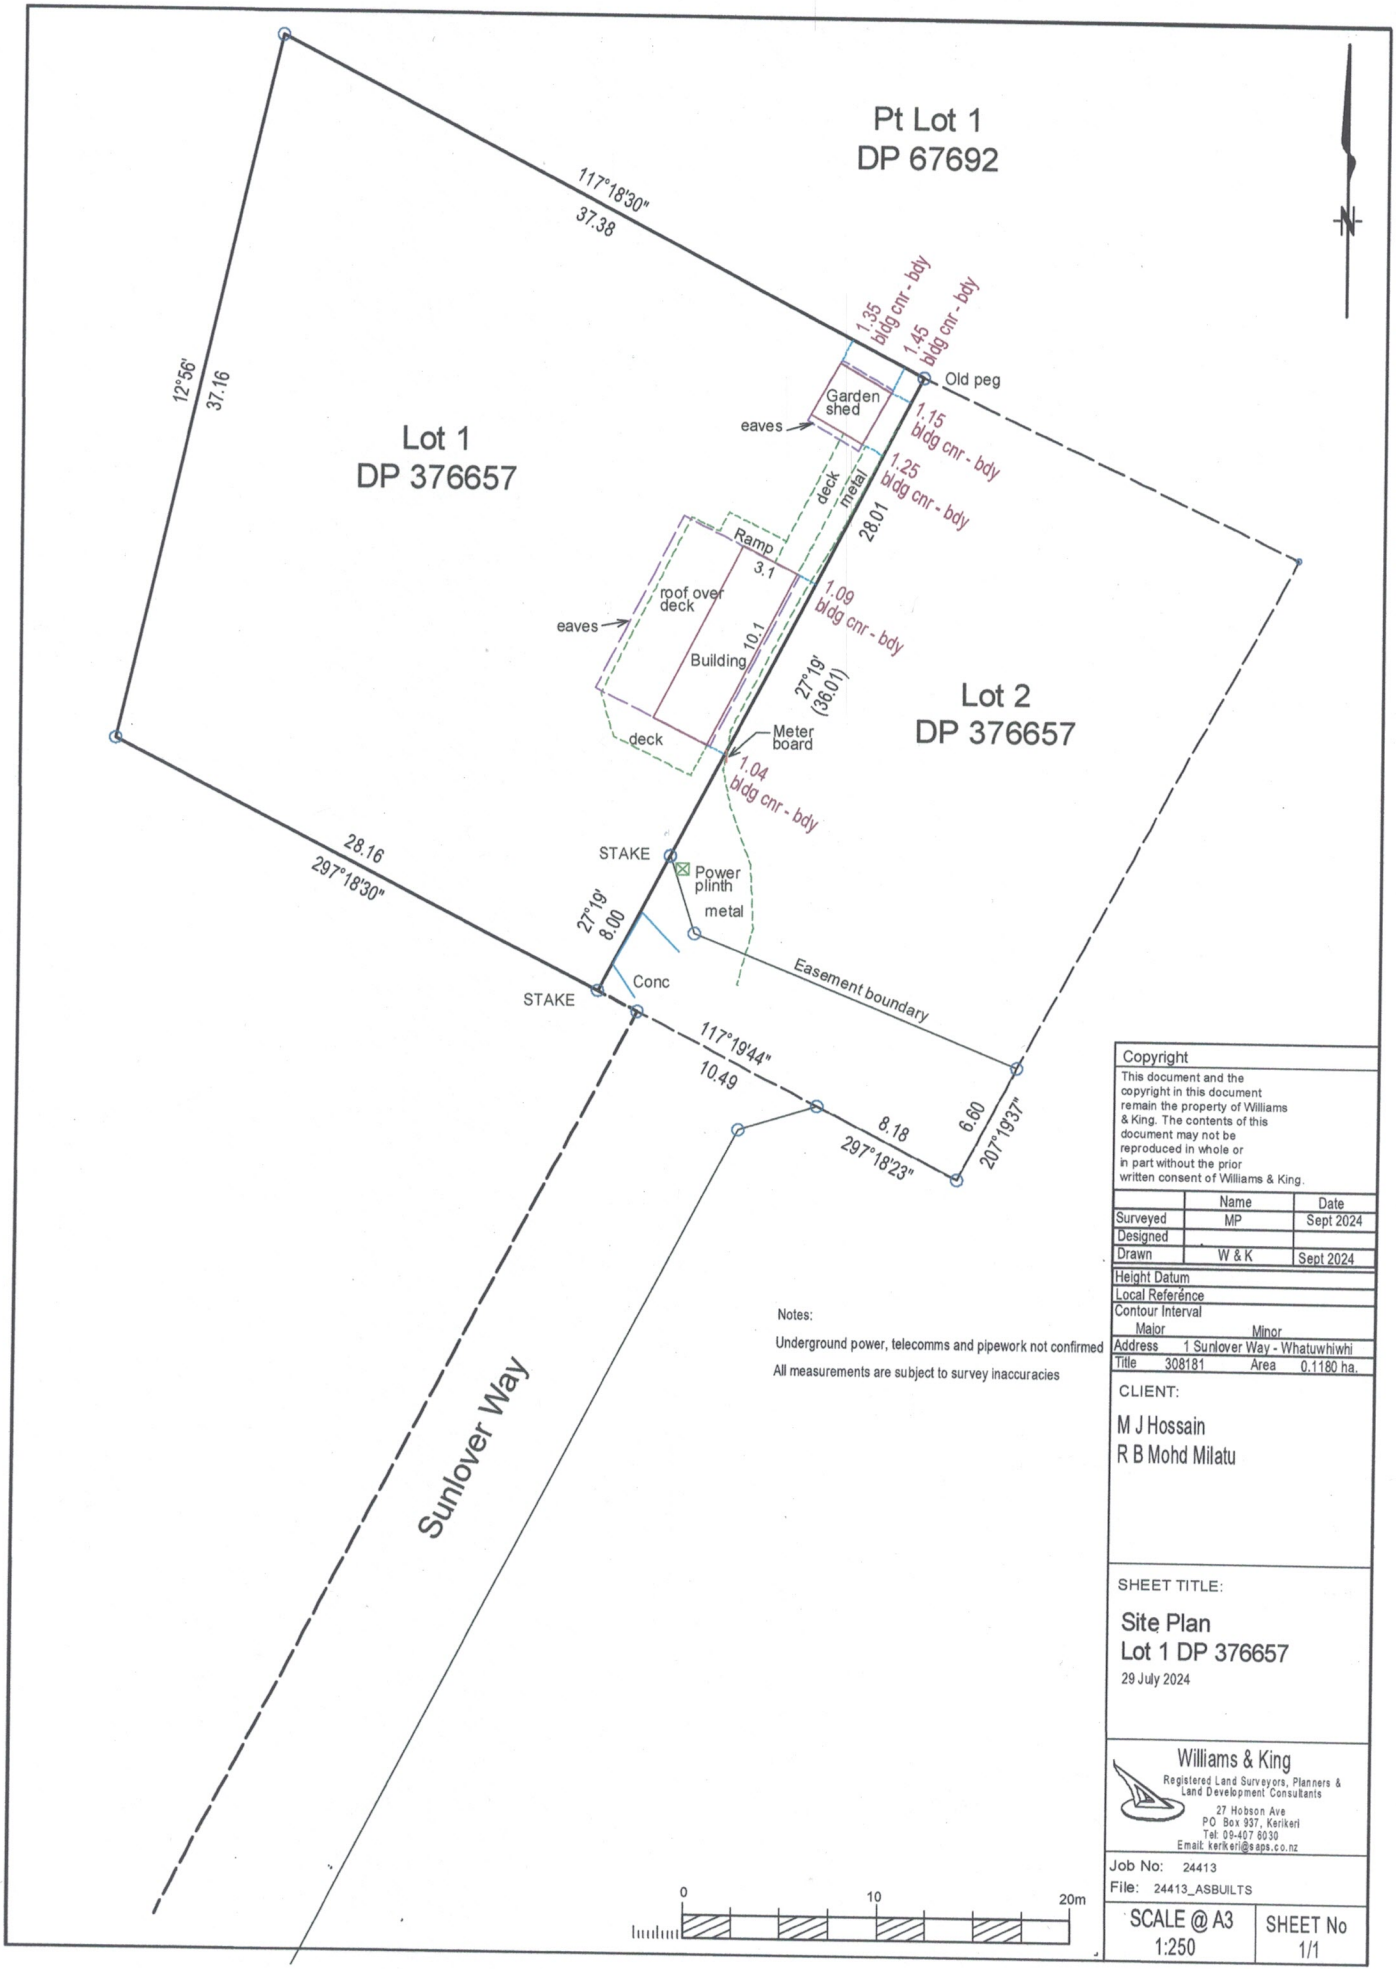 Pt Lot 1
DP 67692
117°18'30"
37.38
12°56'
37.16
Lot 1
DP 376657
1.35
bldg cnr - bdy
1.45
bldg cnr - bdy
Old peg
Garden
shed
eaves
1.15
bldg cnr - bdy
1.25
bldg cnr - bdy
deck
metal
28.01
Ramp
3.1
roof over
deck
eaves
10.1
Building
1.09
bldg cnr - bdy
27°19'
(36.01)
Lot 2
DP 376657
deck
Meter
board
1.04
bldg cnr - bdy
28.16
297°18'30"
STAKE
Power
plinth
metal
27°19'
8.00
Conc
STAKE
Easement boundary
117°19'44"
10.49
8.18
297°18'23"
6.60
207°19'37"
Sunlover Way
Notes:
Underground power, telecomms and pipework not confirmed
All measurements are subject to survey inaccuracies
0 10 20m
N
Copyright
This document and the
copyright in this document
remain the property of Williams
& King. The contents of this
document may not be
reproduced in whole or
in part without the prior
written consent of Williams & King.
Name Date
Surveyed MP Sept 2024
Designed
Drawn W & K Sept 2024
Height Datum
Local Reference
Contour Interval
Major Minor
Address 1 Sunlover Way - Whatuwhiwhi
Title 308181 Area 0.1180 ha.
CLIENT:
M J Hossain
R B Mohd Milatu
SHEET TITLE:
Site Plan
Lot 1 DP 376657
29 July 2024
Williams & King
Registered Land Surveyors, Planners &
Land Development Consultants
27 Hobson Ave
PO Box 937, Kerikeri
Tel: 09-407 6030
Email: kerikeri@saps.co.nz
Job No: 24413
File: 24413_ASBUILTS
SCALE @ A3
1:250
SHEET No
1/1